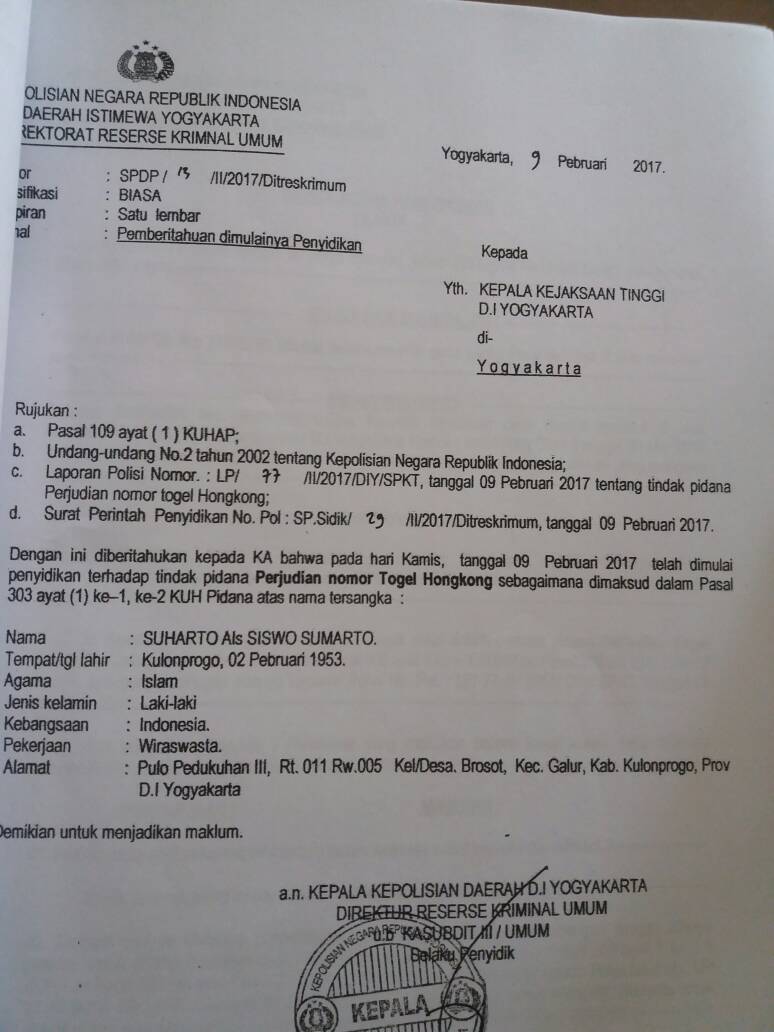 OLISIAN NEGARA REPUBLIK INDONESIA
DAERAH ISTIMEWA YOGYAKARTA
REKTORAT RESERSE KRIMNAL UMUM
Yogyakarta, 9 Pebruari 2017.
or : SPDP / 13 /II/2017/Ditreskrimum
sifikasi : BIASA
piran : Satu lembar
nal : Pemberitahuan dimulainya Penyidikan
Kepada
Yth. KEPALA KEJAKSAAN TINGGI
D.I YOGYAKARTA
di-
Yogyakarta
Rujukan :
a. Pasal 109 ayat ( 1 ) KUHAP;
b. Undang-undang No.2 tahun 2002 tentang Kepolisian Negara Republik Indonesia;
c. Laporan Polisi Nomor. : LP/ 77 /II/2017/DIY/SPKT, tanggal 09 Pebruari 2017 tentang tindak pidana
Perjudian nomor togel Hongkong;
d. Surat Perintah Penyidikan No. Pol : SP.Sidik/ 29 /II/2017/Ditreskrimum, tanggal 09 Pebruari 2017.
Dengan ini diberitahukan kepada KA bahwa pada hari Kamis, tanggal 09 Pebruari 2017 telah dimulai
penyidikan terhadap tindak pidana Perjudian nomor Togel Hongkong sebagaimana dimaksud dalam Pasal
303 ayat (1) ke–1, ke-2 KUH Pidana atas nama tersangka :
Nama : SUHARTO Als SISWO SUMARTO.
Tempat/tgl lahir : Kulonprogo, 02 Pebruari 1953.
Agama : Islam
Jenis kelamin : Laki-laki
Kebangsaan : Indonesia.
Pekerjaan : Wiraswasta.
Alamat : Pulo Pedukuhan III, Rt. 011 Rw.005 Kel/Desa. Brosot, Kec. Galur, Kab. Kulonprogo, Prov
D.I Yogyakarta
Demikian untuk menjadikan maklum.
a.n. KEPALA KEPOLISIAN DAERAH D.I YOGYAKARTA
DIREKTUR RESERSE KRIMINAL UMUM
u.b KASUBDIT III / UMUM
Selaku Penyidik
KEPOLISIAN NEGARA
KEPALA